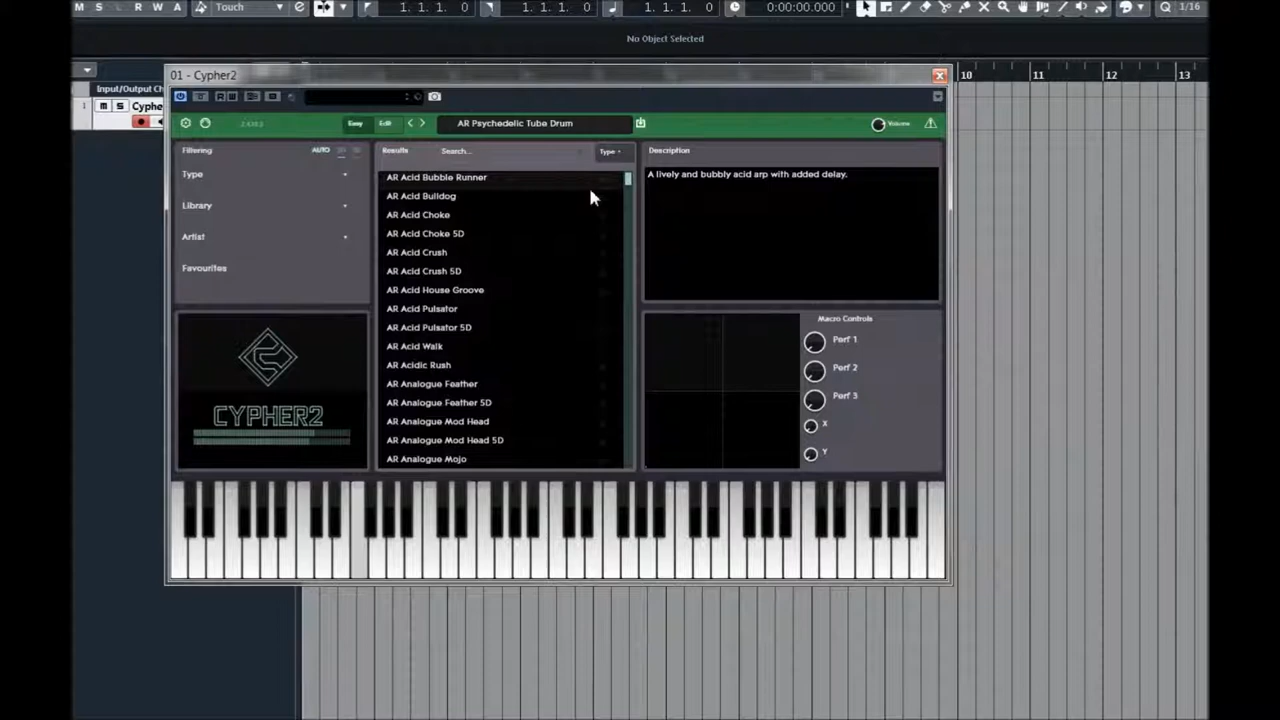 M S L R W A Touch 1. 1. 1. 0 1. 1. 1. 0 1. 1. 1. 0 0:00:00.000 1/16
No Object Selected
10 11 12 13
Input/Output Ch
1 m S Cyphe
01 - Cypher2
R W
Easy Edit AR Psychedelic Tube Drum Volume
Filtering AUTO
Type
Library
Artist
Favourites
CYPHER2
Results Search... Type
AR Acid Bubble Runner
AR Acid Bulldog
AR Acid Choke
AR Acid Choke 5D
AR Acid Crush
AR Acid Crush 5D
AR Acid House Groove
AR Acid Pulsator
AR Acid Pulsator 5D
AR Acid Walk
AR Acidic Rush
AR Analogue Feather
AR Analogue Feather 5D
AR Analogue Mod Head
AR Analogue Mod Head 5D
AR Analogue Mojo
Description
A lively and bubbly acid arp with added delay.
Macro Controls
Perf 1
Perf 2
Perf 3
X
Y